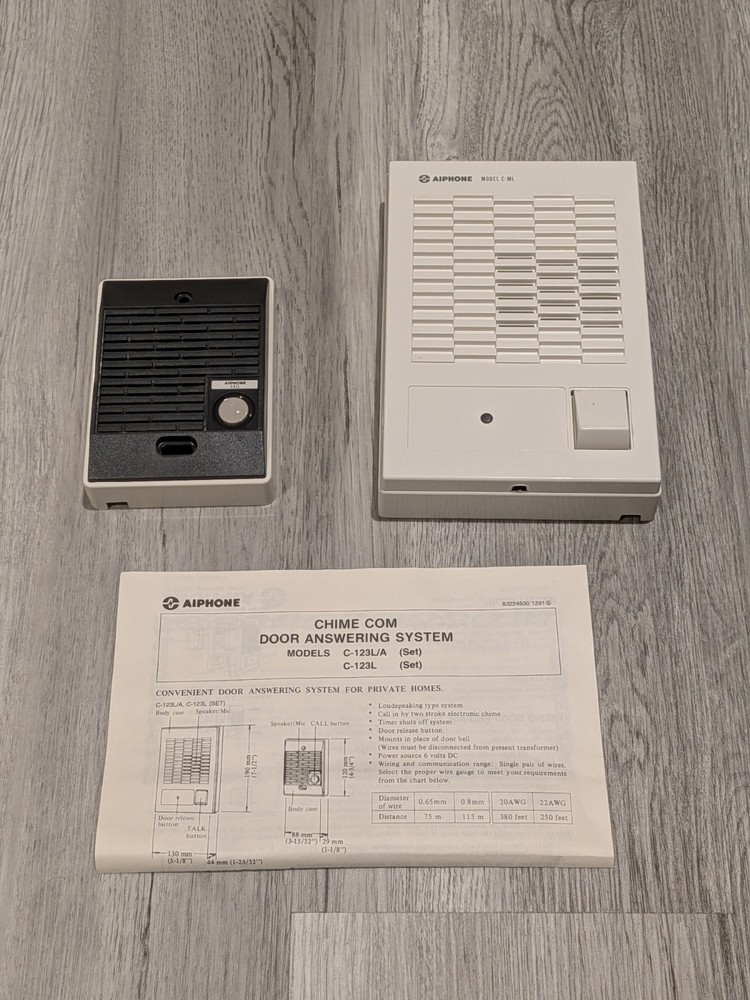 AIPHONE MODEL C-ML
AIPHONE
AIPHONE
83224500 1291
CHIME COM
DOOR ANSWERING SYSTEM
MODELS C-123L/A (Set)
C-123L (Set)
CONVENIENT DOOR ANSWERING SYSTEM FOR PRIVATE HOMES.
C-123L/A, C-123L (SET)
Body case Speaker/Mic
Speaker/Mic CALL button
190 mm
(7-1/2")
120 mm
(4-3/4")
Body case
Door release
button
TALK
button
88 mm
(3-15/32")
29 mm
(1-1/8")
130 mm
(5-1/8")
44 mm (1-23/32")
* Loudspeaking type system
* Call in by two stroke electronic chime
* Timer shuts off system
* Door release button
* Mounts in place of door bell
(Wires must be disconnected from present transformer)
* Power source 6 volts DC
* Wiring and communication range: Single pair of wires.
Select the proper wire gauge to meet your requirements
from the chart below.
Diameter of wire 0.65mm 0.8mm 20AWG 22AWG
Distance 75 m 115 m 380 feet 250 feet